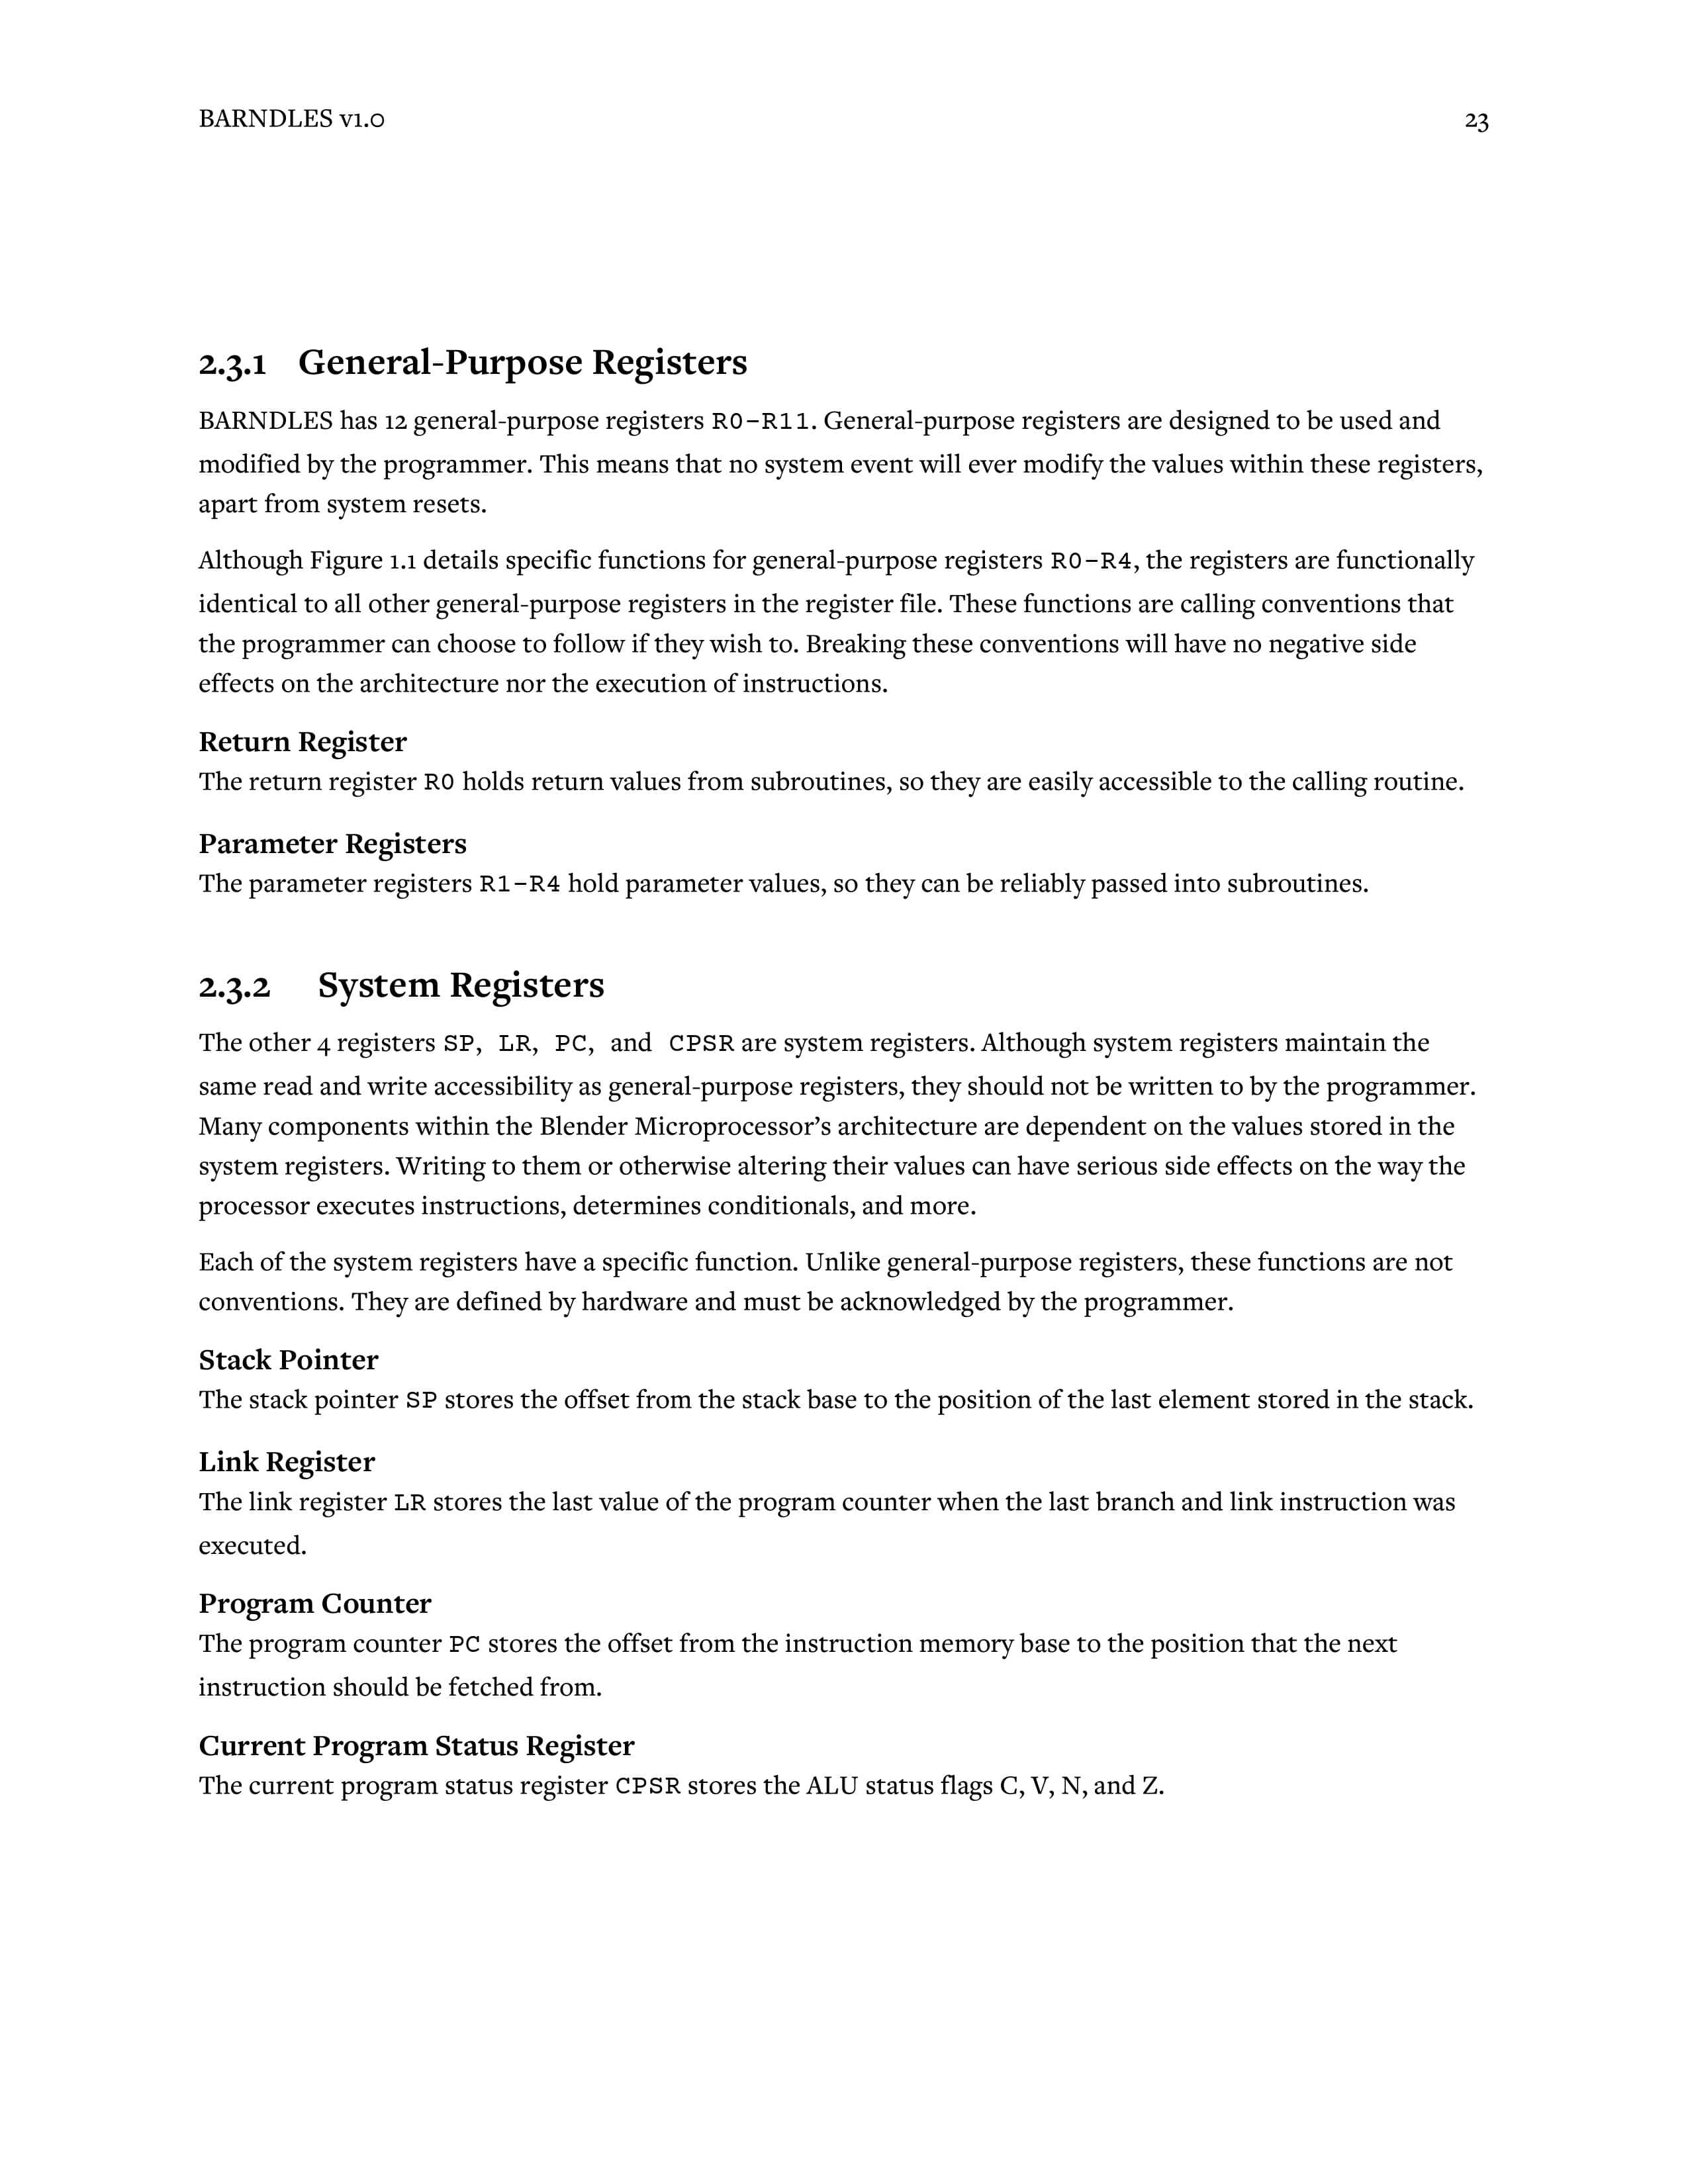 BARNDLES v1.0 23
2.3.1 General-Purpose Registers
BARNDLES has 12 general-purpose registers R0-R11. General-purpose registers are designed to be used and
modified by the programmer. This means that no system event will ever modify the values within these registers,
apart from system resets.
Although Figure 1.1 details specific functions for general-purpose registers R0-R4, the registers are functionally
identical to all other general-purpose registers in the register file. These functions are calling conventions that
the programmer can choose to follow if they wish to. Breaking these conventions will have no negative side
effects on the architecture nor the execution of instructions.
Return Register
The return register R0 holds return values from subroutines, so they are easily accessible to the calling routine.
Parameter Registers
The parameter registers R1-R4 hold parameter values, so they can be reliably passed into subroutines.
2.3.2 System Registers
The other 4 registers SP, LR, PC, and CPSR are system registers. Although system registers maintain the
same read and write accessibility as general-purpose registers, they should not be written to by the programmer.
Many components within the Blender Microprocessor’s architecture are dependent on the values stored in the
system registers. Writing to them or otherwise altering their values can have serious side effects on the way the
processor executes instructions, determines conditionals, and more.
Each of the system registers have a specific function. Unlike general-purpose registers, these functions are not
conventions. They are defined by hardware and must be acknowledged by the programmer.
Stack Pointer
The stack pointer SP stores the offset from the stack base to the position of the last element stored in the stack.
Link Register
The link register LR stores the last value of the program counter when the last branch and link instruction was
executed.
Program Counter
The program counter PC stores the offset from the instruction memory base to the position that the next
instruction should be fetched from.
Current Program Status Register
The current program status register CPSR stores the ALU status flags C, V, N, and Z.